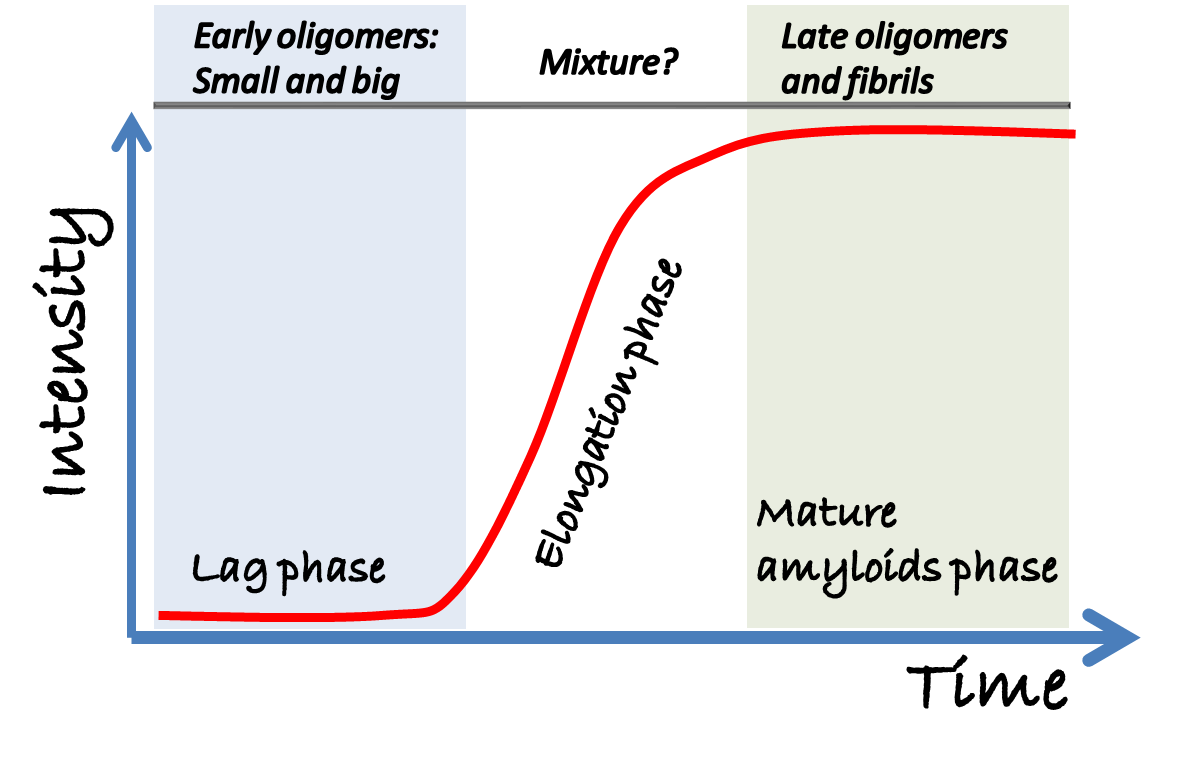 Early oligomers:
Small and big
Mixture?
Late oligomers
and fibrils
Intensity
Elongation phase
Lag phase
Mature
amyloids phase
Time